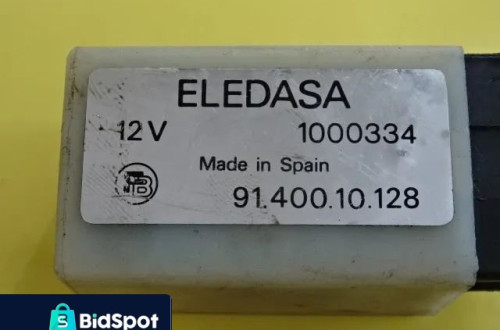 ELEDASA
12V 1000334
Made in Spain
91.400.10.128
BidSpot